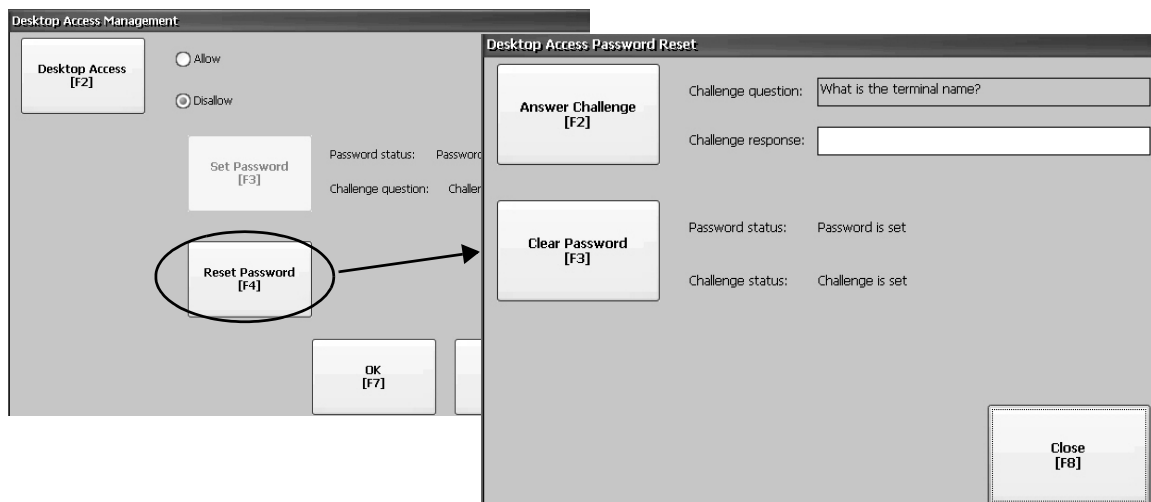 Desktop Access Management
Desktop Access
[F2]
Allow
Disallow
Set Password
[F3]
Password status: Password
Challenge question:
Reset Password
[F4]
OK
[F7]
Desktop Access Password Reset
Answer Challenge
[F2]
Challenge question: What is the terminal name?
Challenge response:
Clear Password
[F3]
Password status: Password is set
Challenge status: Challenge is set
Close
[F8]